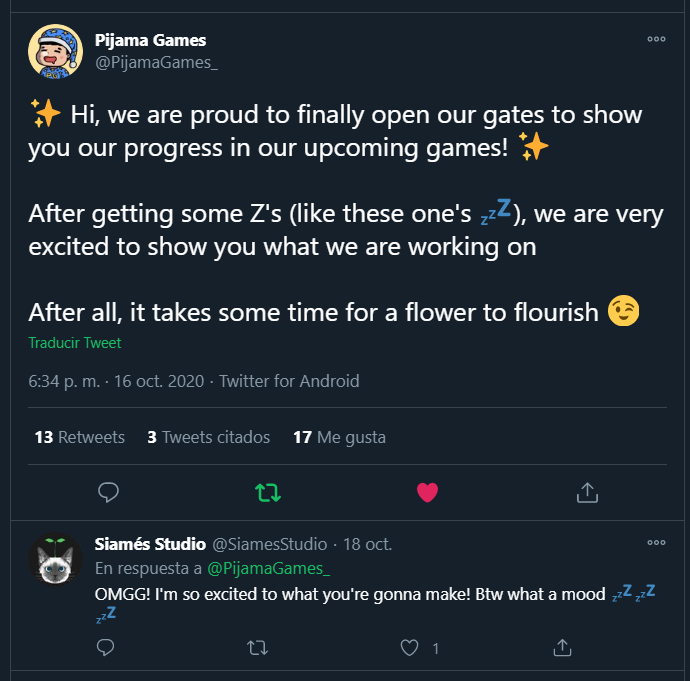 Pijama Games
@PijamaGames_
✨ Hi, we are proud to finally open our gates to show
you our progress in our upcoming games! ✨
After getting some Z's (like these one's 💤), we are very
excited to show you what we are working on
After all, it takes some time for a flower to flourish 😉
Traducir Tweet
6:34 p. m. · 16 oct. 2020 · Twitter for Android
13 Retweets 3 Tweets citados 17 Me gusta
Siamés Studio @SiamesStudio · 18 oct.
En respuesta a @PijamaGames_
OMGG! I'm so excited to what you're gonna make! Btw what a mood 💤💤
💤
1